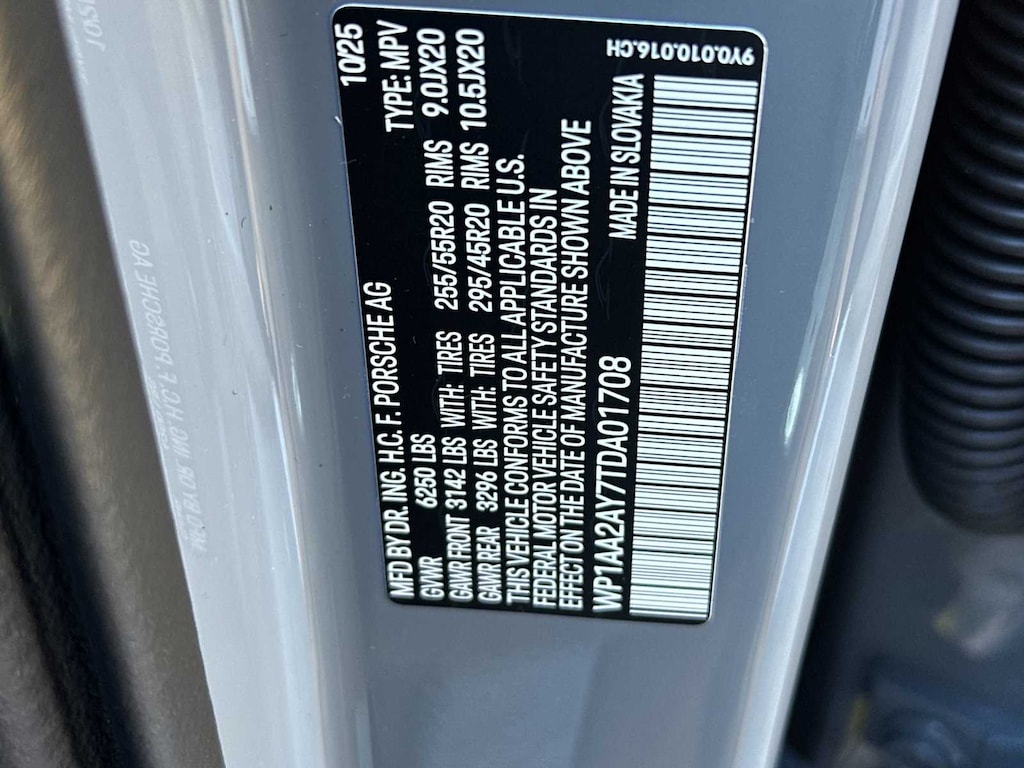 MFD BY DR. ING. H.C. F. PORSCHE AG 10/25
GVWR 6250 LBS TYPE: MPV
GAWR FRONT 3142 LBS WITH: TIRES 255/55R20 RIMS 9.0JX20
GAWR REAR 3296 LBS WITH: TIRES 295/45R20 RIMS 10.5JX20
THIS VEHICLE CONFORMS TO ALL APPLICABLE U.S.
FEDERAL MOTOR VEHICLE SAFETY STANDARDS IN
EFFECT ON THE DATE OF MANUFACTURE SHOWN ABOVE
WP1AA2AY7TDA01708 MADE IN SLOVAKIA
9Y0.010.016.CH